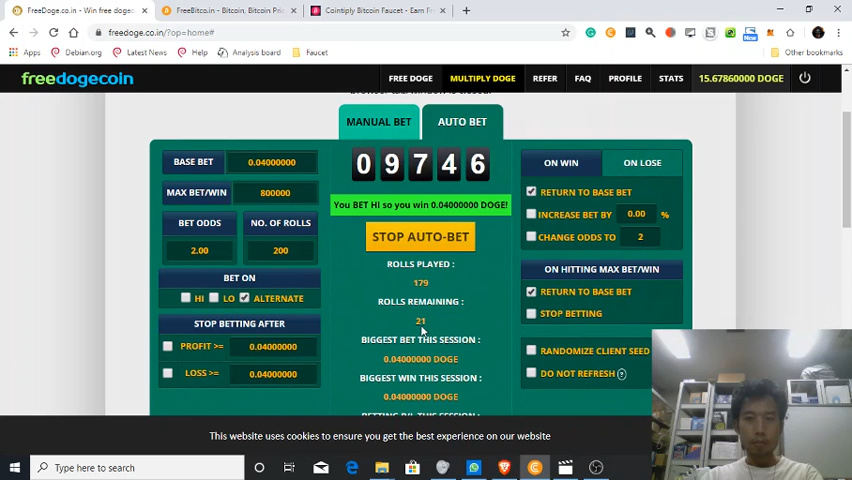 FreeDoge.co.in - Win free dogec
FreeBitco.in - Bitcoin, Bitcoin Pri
Cointiply Bitcoin Faucet - Earn F
freedoge.co.in/?op=home#
Apps
Debian.org
Latest News
Help
Analysis board
Faucet
New
Other bookmarks
freedogecoin
FREE DOGE
MULTIPLY DOGE
REFER
FAQ
PROFILE
STATS
15.67860000 DOGE
MANUAL BET
AUTO BET
BASE BET
0.04000000
MAX BET/WIN
800000
BET ODDS
NO. OF ROLLS
2.00
200
BET ON
HI
LO
ALTERNATE
STOP BETTING AFTER
PROFIT >=
0.04000000
LOSS >=
0.04000000
0 9 7 4 6
You BET HI so you win 0.04000000 DOGE!
STOP AUTO-BET
ROLLS PLAYED :
179
ROLLS REMAINING :
21
BIGGEST BET THIS SESSION :
0.04000000 DOGE
BIGGEST WIN THIS SESSION :
0.04000000 DOGE
ON WIN
ON LOSE
RETURN TO BASE BET
INCREASE BET BY
0.00
%
CHANGE ODDS TO
2
ON HITTING MAX BET/WIN
RETURN TO BASE BET
STOP BETTING
RANDOMIZE CLIENT SEED
DO NOT REFRESH ?
This website uses cookies to ensure you get the best experience on our website
Type here to search